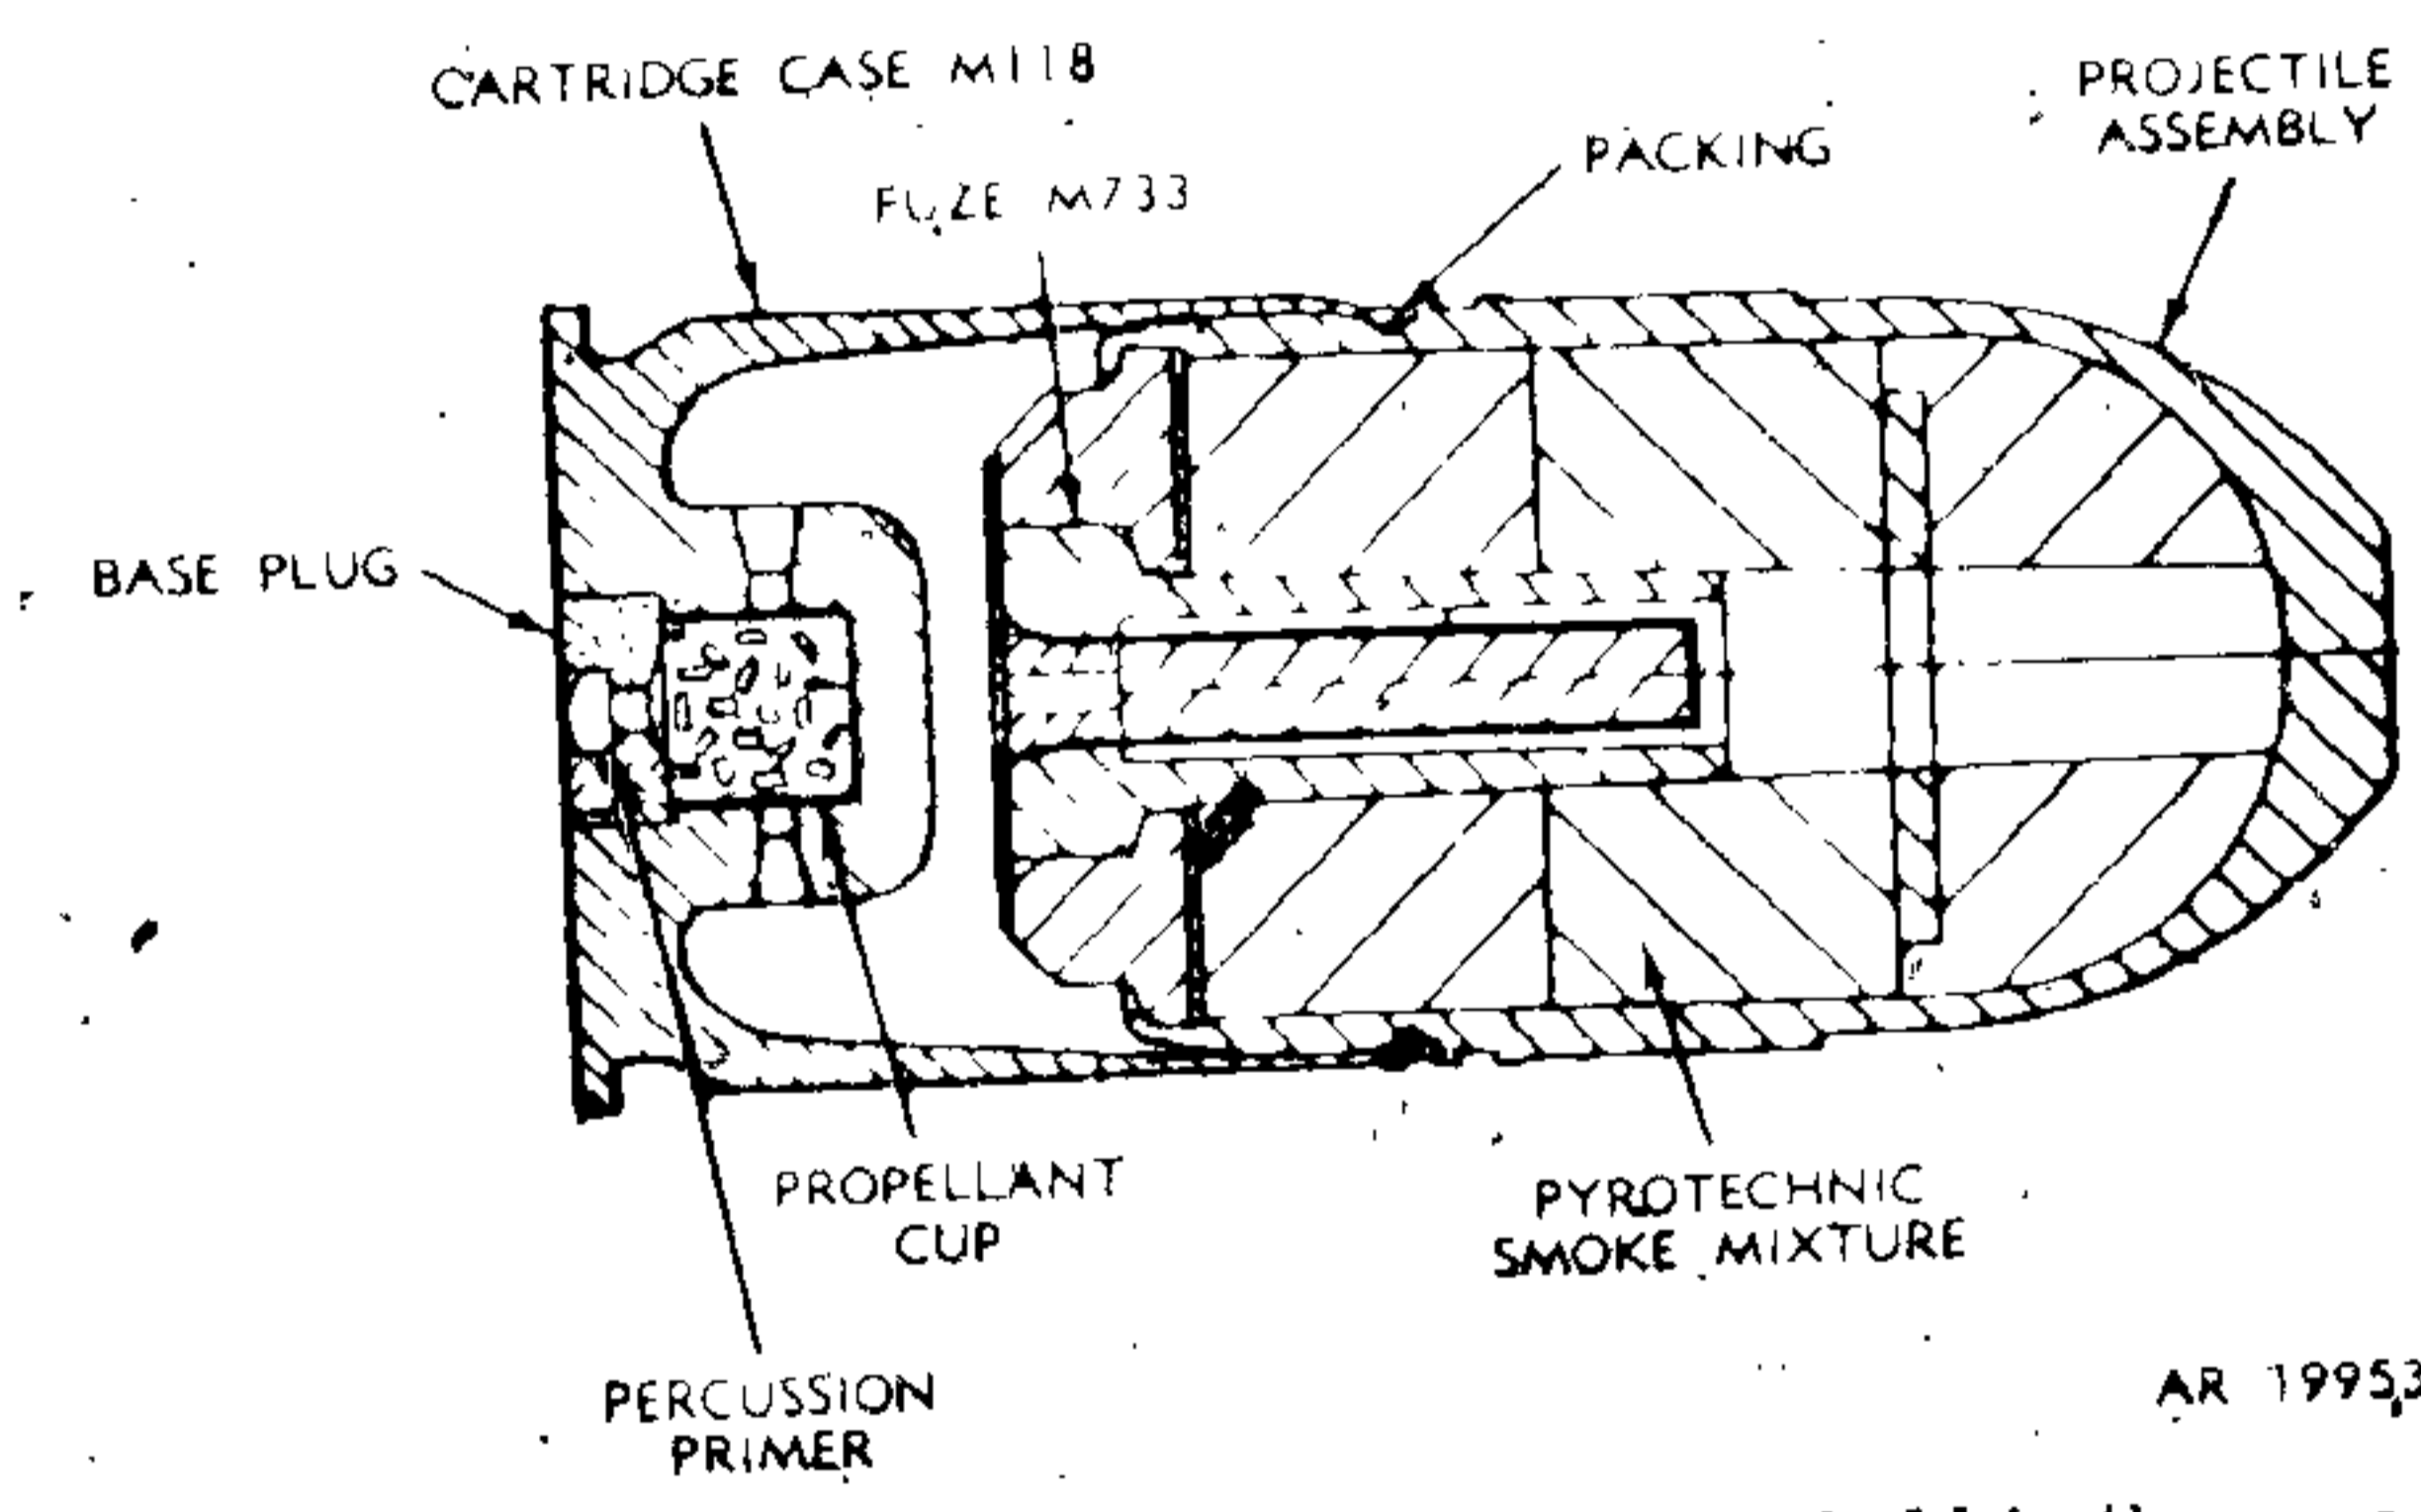 CARTRIDGE CASE M118
PROJECTILE
ASSEMBLY
PACKING
FUZE M733
BASE PLUG
PROPELLANT
CUP
PYROTECHNIC
SMOKE MIXTURE
PERCUSSION
PRIMER
AR 19953